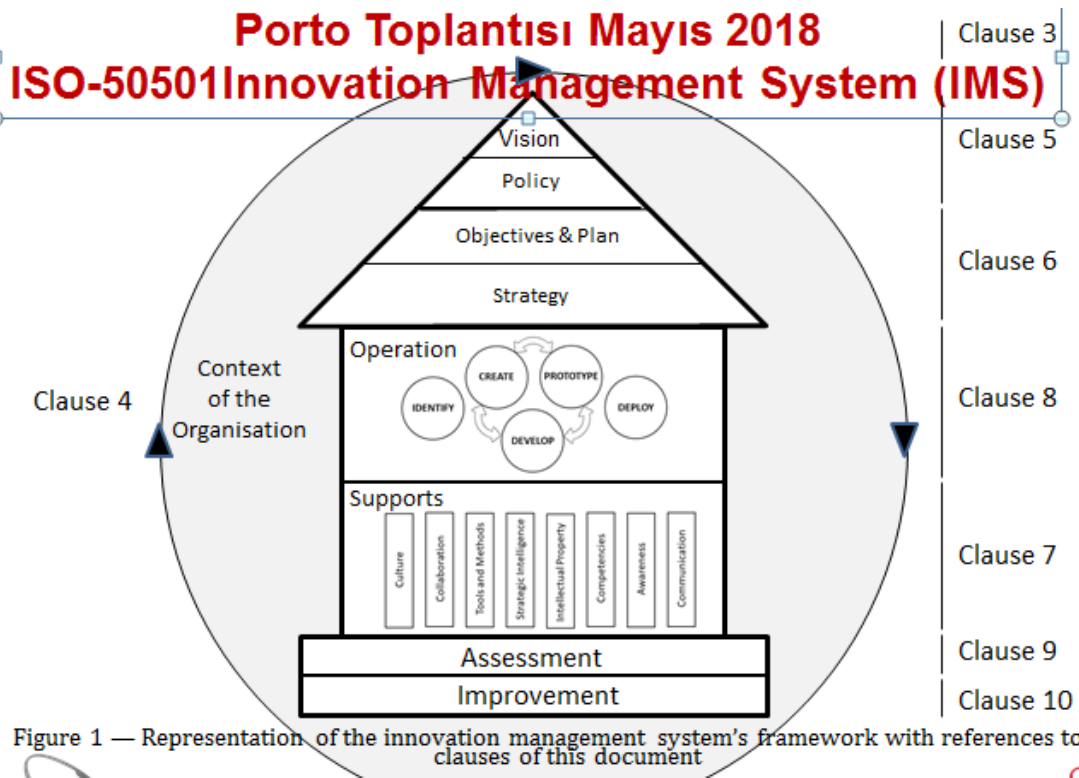 Porto Toplantısı Mayıs 2018
ISO-50501Innovation Management System (IMS)
Clause 3
Vision
Clause 5
Policy
Objectives & Plan
Clause 6
Strategy
Operation
Context
of the
Organisation
Clause 4
IDENTIFY
CREATE
PROTOTYPE
DEPLOY
DEVELOP
Clause 8
Supports
Culture
Collaboration
Tools and Methods
Strategic Intelligence
Intellectual Property
Competencies
Awareness
Communication
Clause 7
Assessment
Clause 9
Improvement
Clause 10
Figure 1 — Representation of the innovation management system's framework with references to
clauses of this document